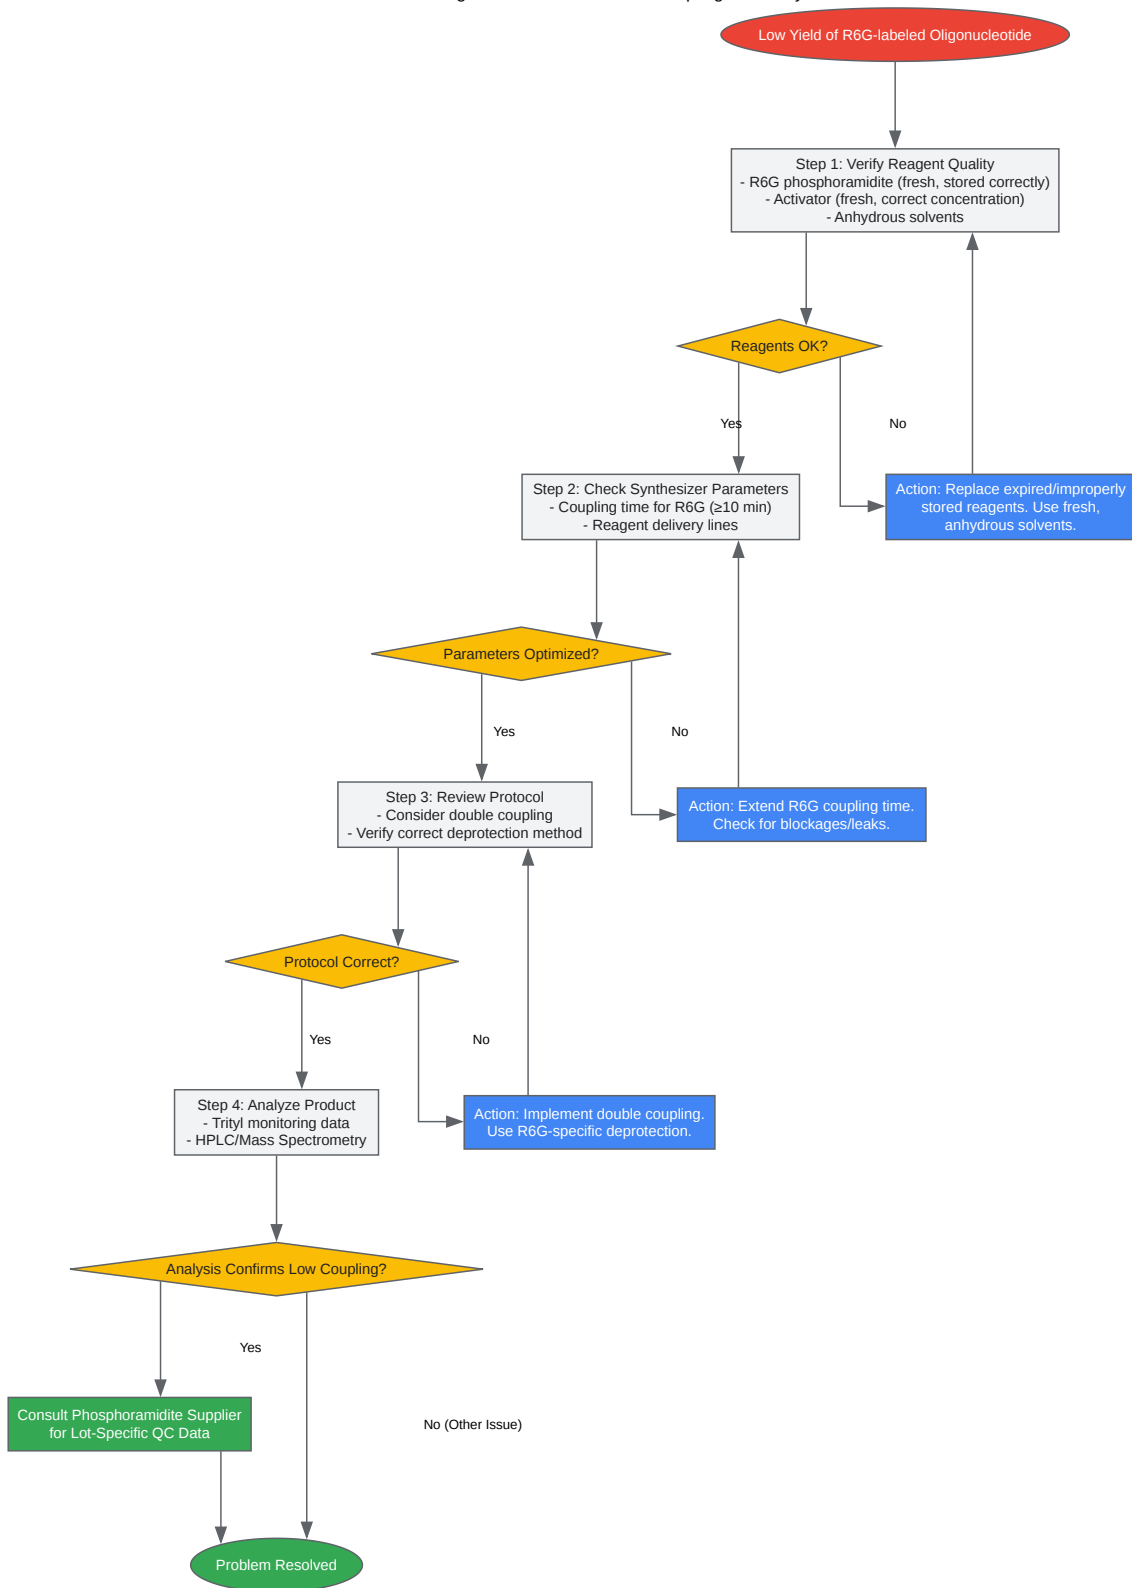 Low Yield of R6G-labeled Oligonucleotide
Step 1: Verify Reagent Quality
- R6G phosphoramidite (fresh, stored correctly)
- Activator (fresh, correct concentration)
- Anhydrous solvents
Reagents OK?
Yes
No
Step 2: Check Synthesizer Parameters
- Coupling time for R6G (≥10 min)
- Reagent delivery lines
Action: Replace expired/improperly
stored reagents. Use fresh,
anhydrous solvents.
Parameters Optimized?
Yes
No
Step 3: Review Protocol
- Consider double coupling
- Verify correct deprotection method
Action: Extend R6G coupling time.
Check for blockages/leaks.
Protocol Correct?
Yes
No
Step 4: Analyze Product
- Trityl monitoring data
- HPLC/Mass Spectrometry
Action: Implement double coupling.
Use R6G-specific deprotection.
Analysis Confirms Low Coupling?
Yes
Consult Phosphoramidite Supplier
for Lot-Specific QC Data
No (Other Issue)
Problem Resolved